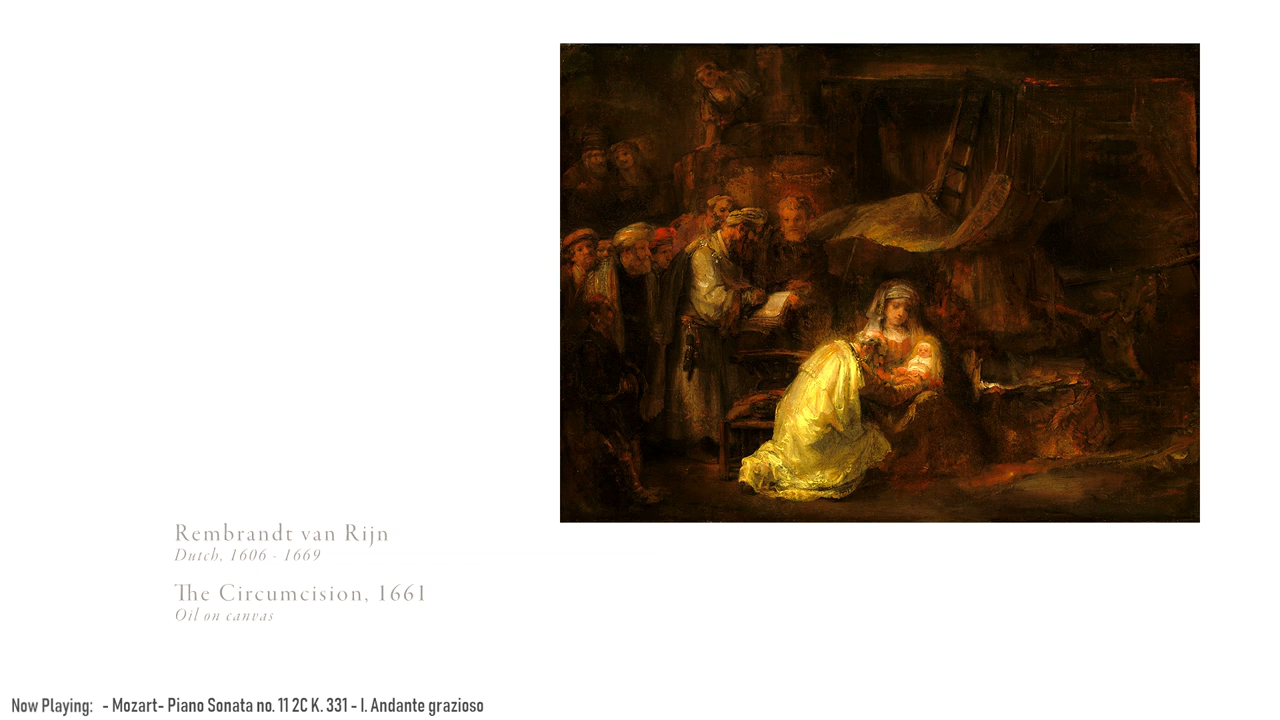 Rembrandt van Rijn
Dutch, 1606 - 1669
The Circumcision, 1661
Oil on canvas
Now Playing: - Mozart- Piano Sonata no. 11 2C K. 331 - I. Andante grazioso